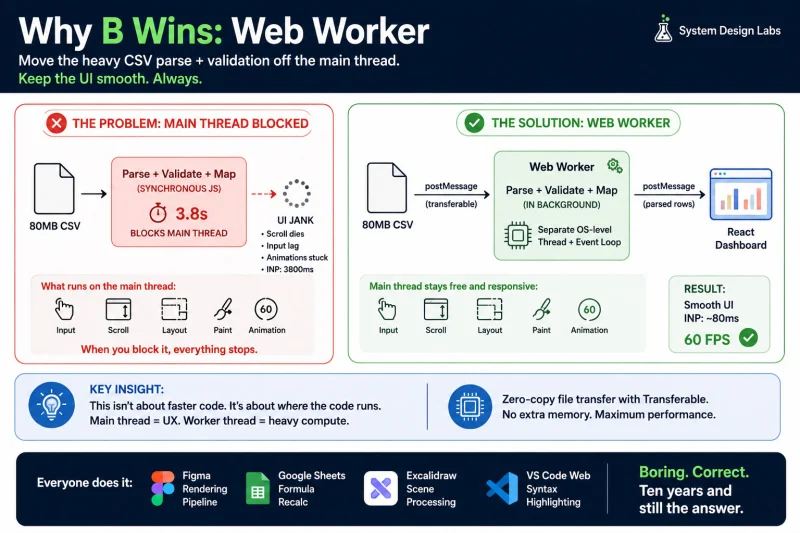 Why B Wins: Web Worker
Move the heavy CSV parse + validation off the main thread.
Keep the UI smooth. Always.
System Design Labs
THE PROBLEM: MAIN THREAD BLOCKED
80MB CSV
Parse + Validate + Map
(SYNCHRONOUS JS)
3.8s
BLOCKS MAIN THREAD
UI JANK
• Scroll dies
• Input lag
• Animations stuck
• INP: 3800ms
What runs on the main thread:
Input
Scroll
Layout
Paint
60
Animation
When you block it, everything stops.
THE SOLUTION: WEB WORKER
80MB CSV
postMessage
(transferable)
Web Worker
Parse + Validate + Map
(IN BACKGROUND)
Separate OS-level
Thread + Event Loop
postMessage
(parsed rows)
React
Dashboard
Main thread stays free and responsive:
Input
Scroll
Layout
Paint
60
Animation
RESULT:
Smooth UI
INP: ~80ms
60 FPS
KEY INSIGHT:
This isn't about faster code. It's about where the code runs.
Main thread = UX. Worker thread = heavy compute.
Zero-copy file transfer with Transferable.
No extra memory. Maximum performance.
Everyone does it:
Figma
Rendering
Pipeline
Google Sheets
Formula
Recalc
Excalidraw
Scene
Processing
VS Code Web
Syntax
Highlighting
Boring. Correct.
Ten years and
still the answer.